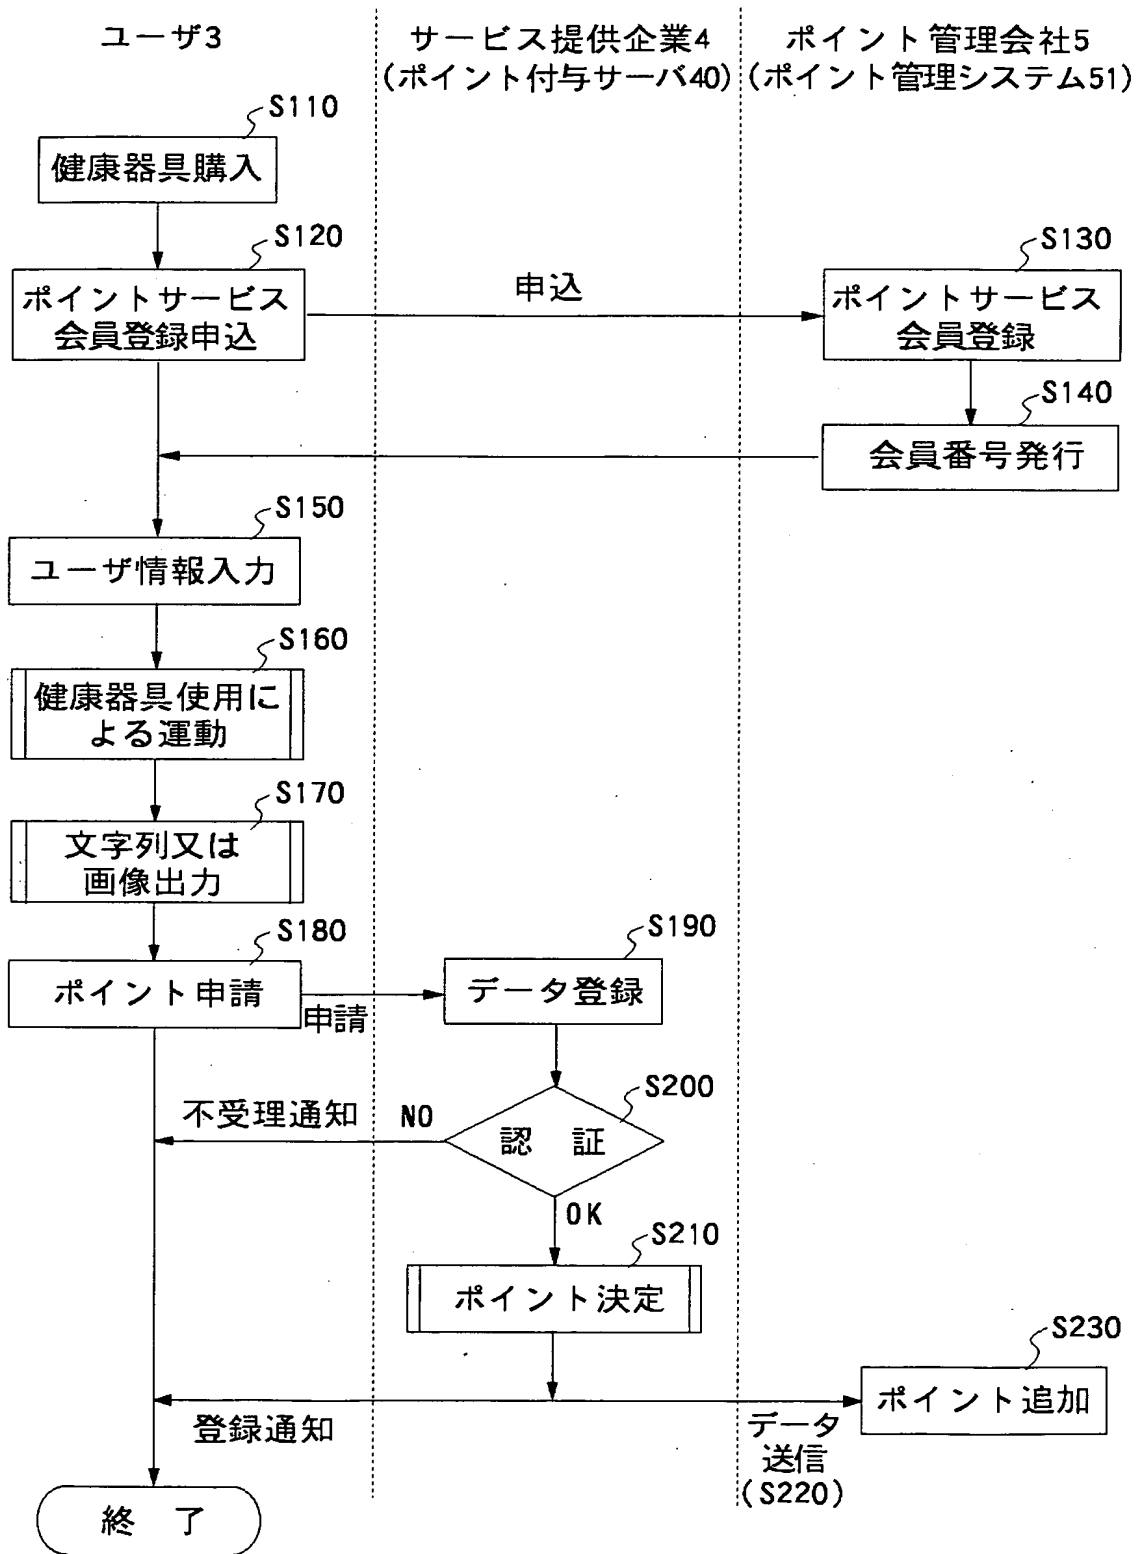 ユーザ3
サービス提供企業4
(ポイント付与サーバ40)
ポイント管理会社5
(ポイント管理システム51)
S110
健康器具購入
S120
ポイントサービス
会員登録申込
申込
S130
ポイントサービス
会員登録
S140
会員番号発行
S150
ユーザ情報入力
S160
健康器具使用に
よる運動
S170
文字列又は
画像出力
S180
ポイント申請
申請
S190
データ登録
S200
認 証
NO
不受理通知
OK
S210
ポイント決定
S230
ポイント追加
登録通知
データ
送信
(S220)
終 了